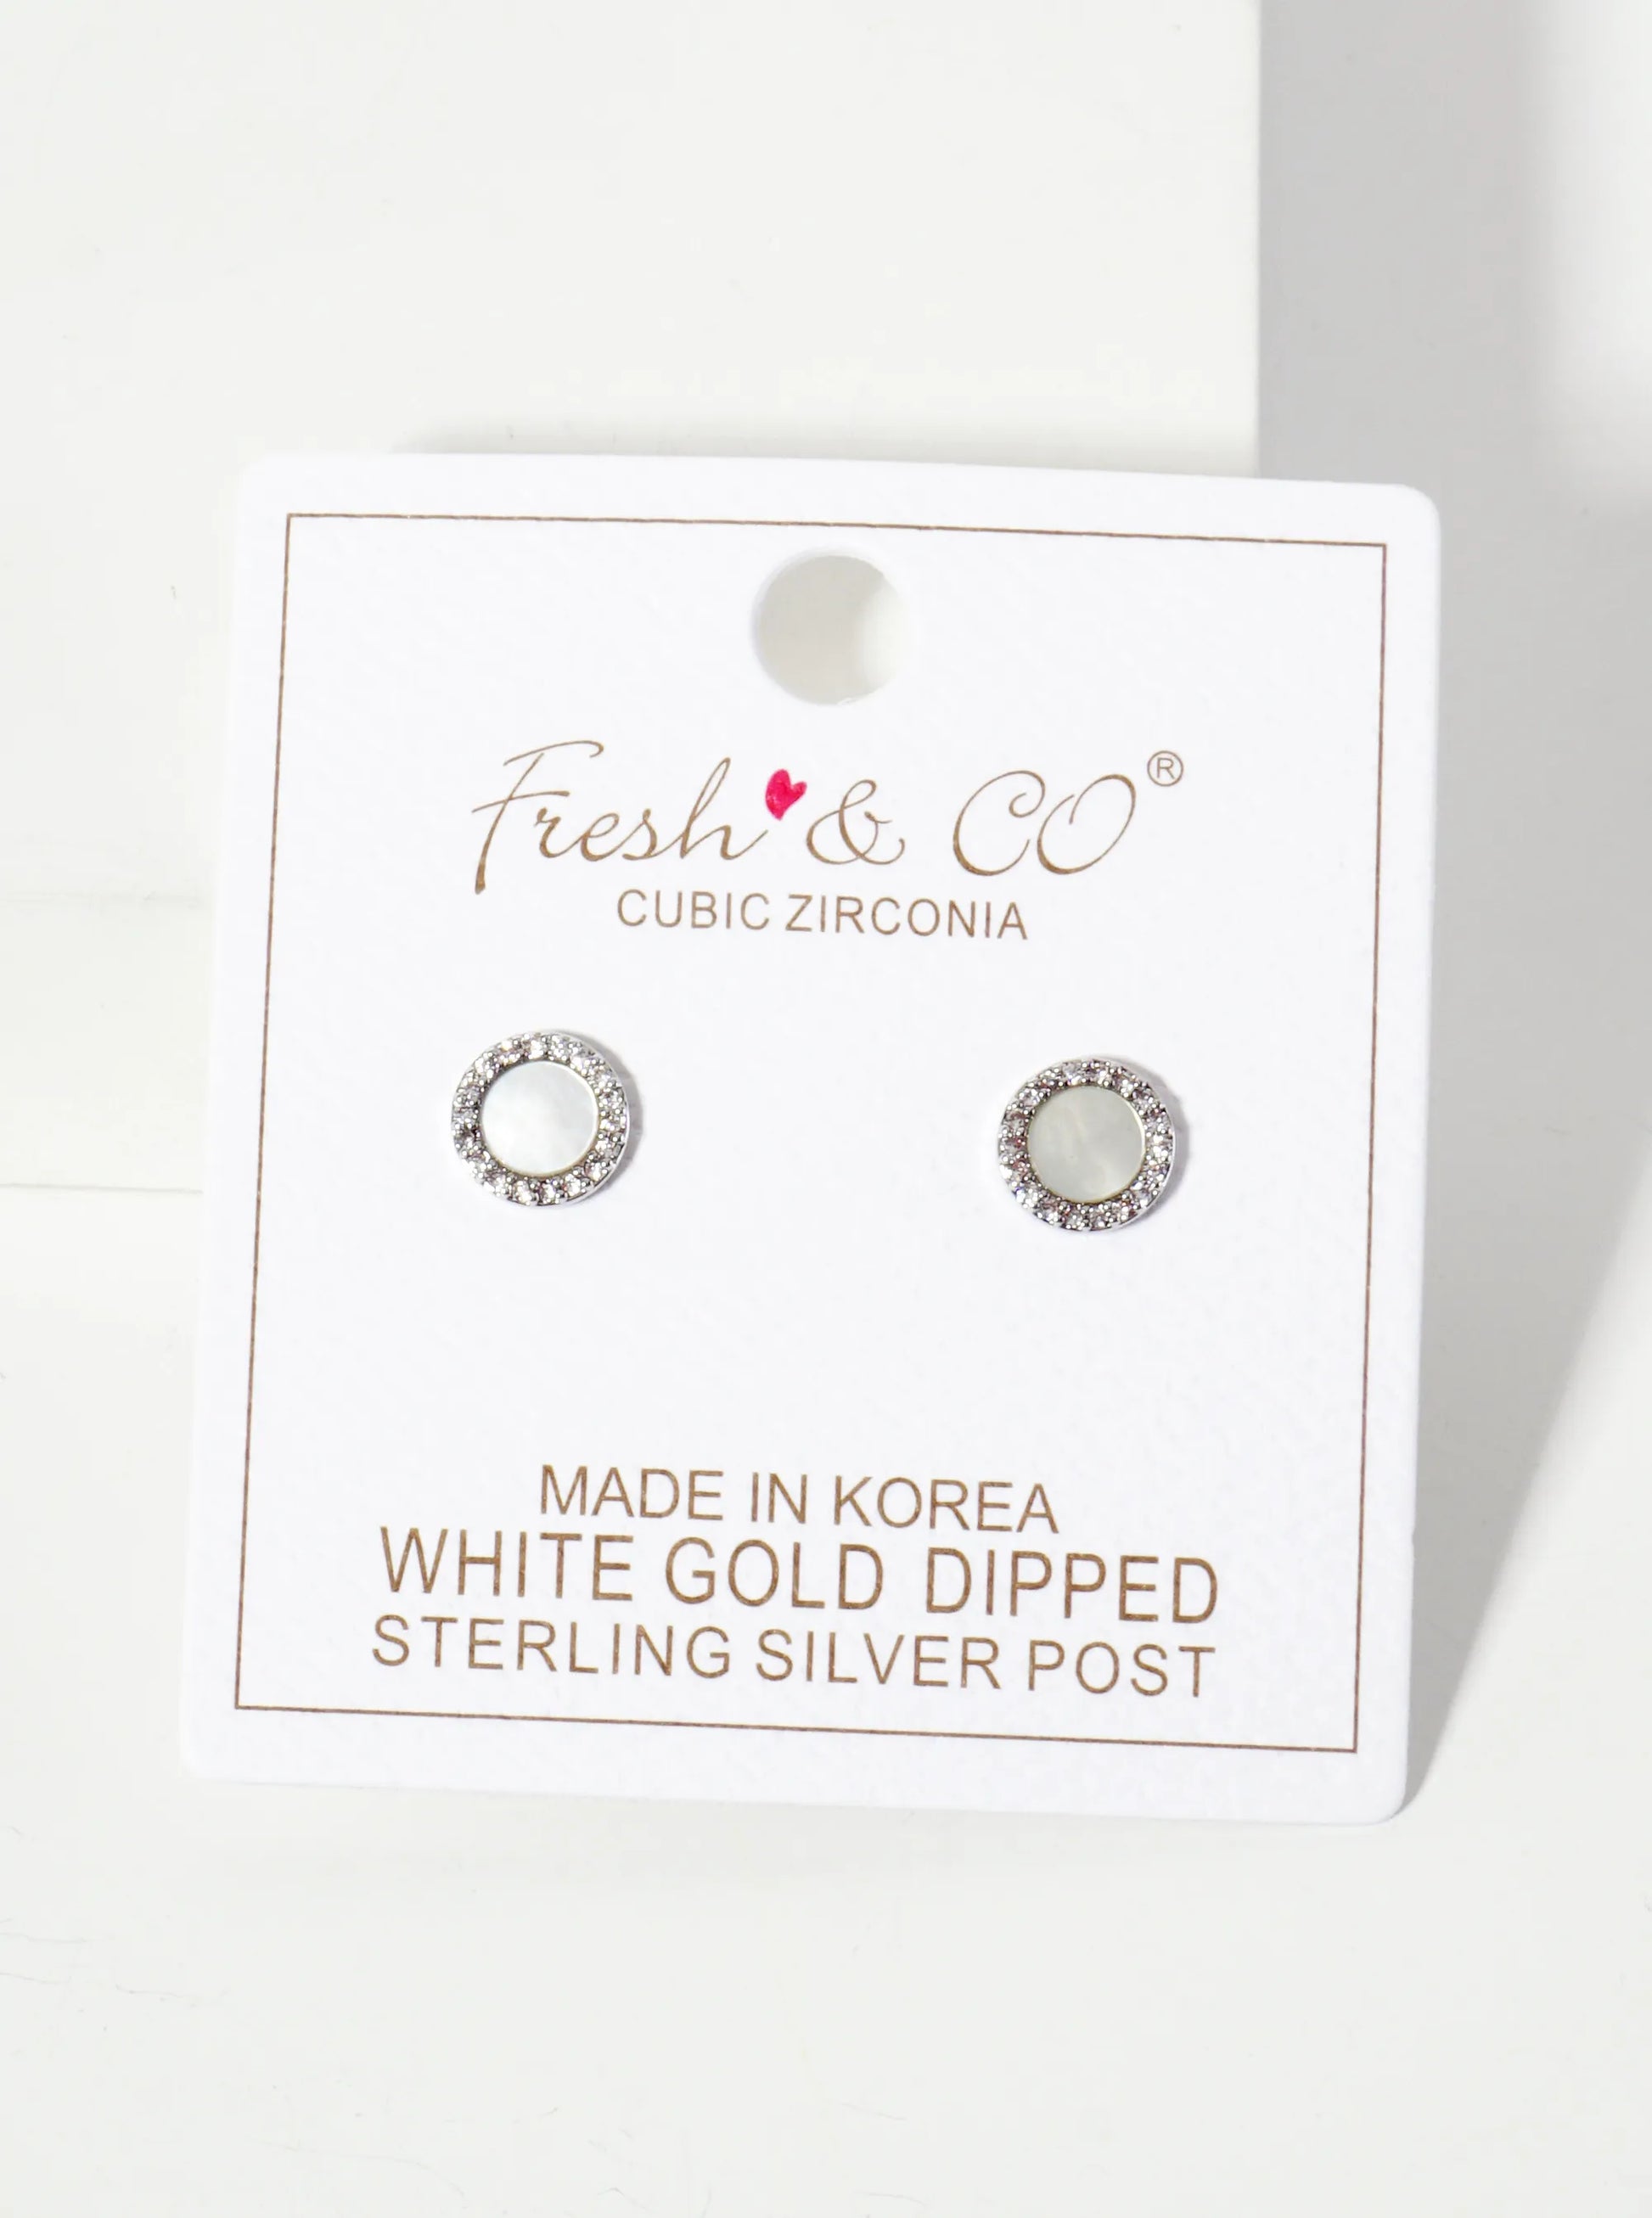 Fresh & CO®
CUBIC ZIRCONIA
MADE IN KOREA
WHITE GOLD DIPPED
STERLING SILVER POST